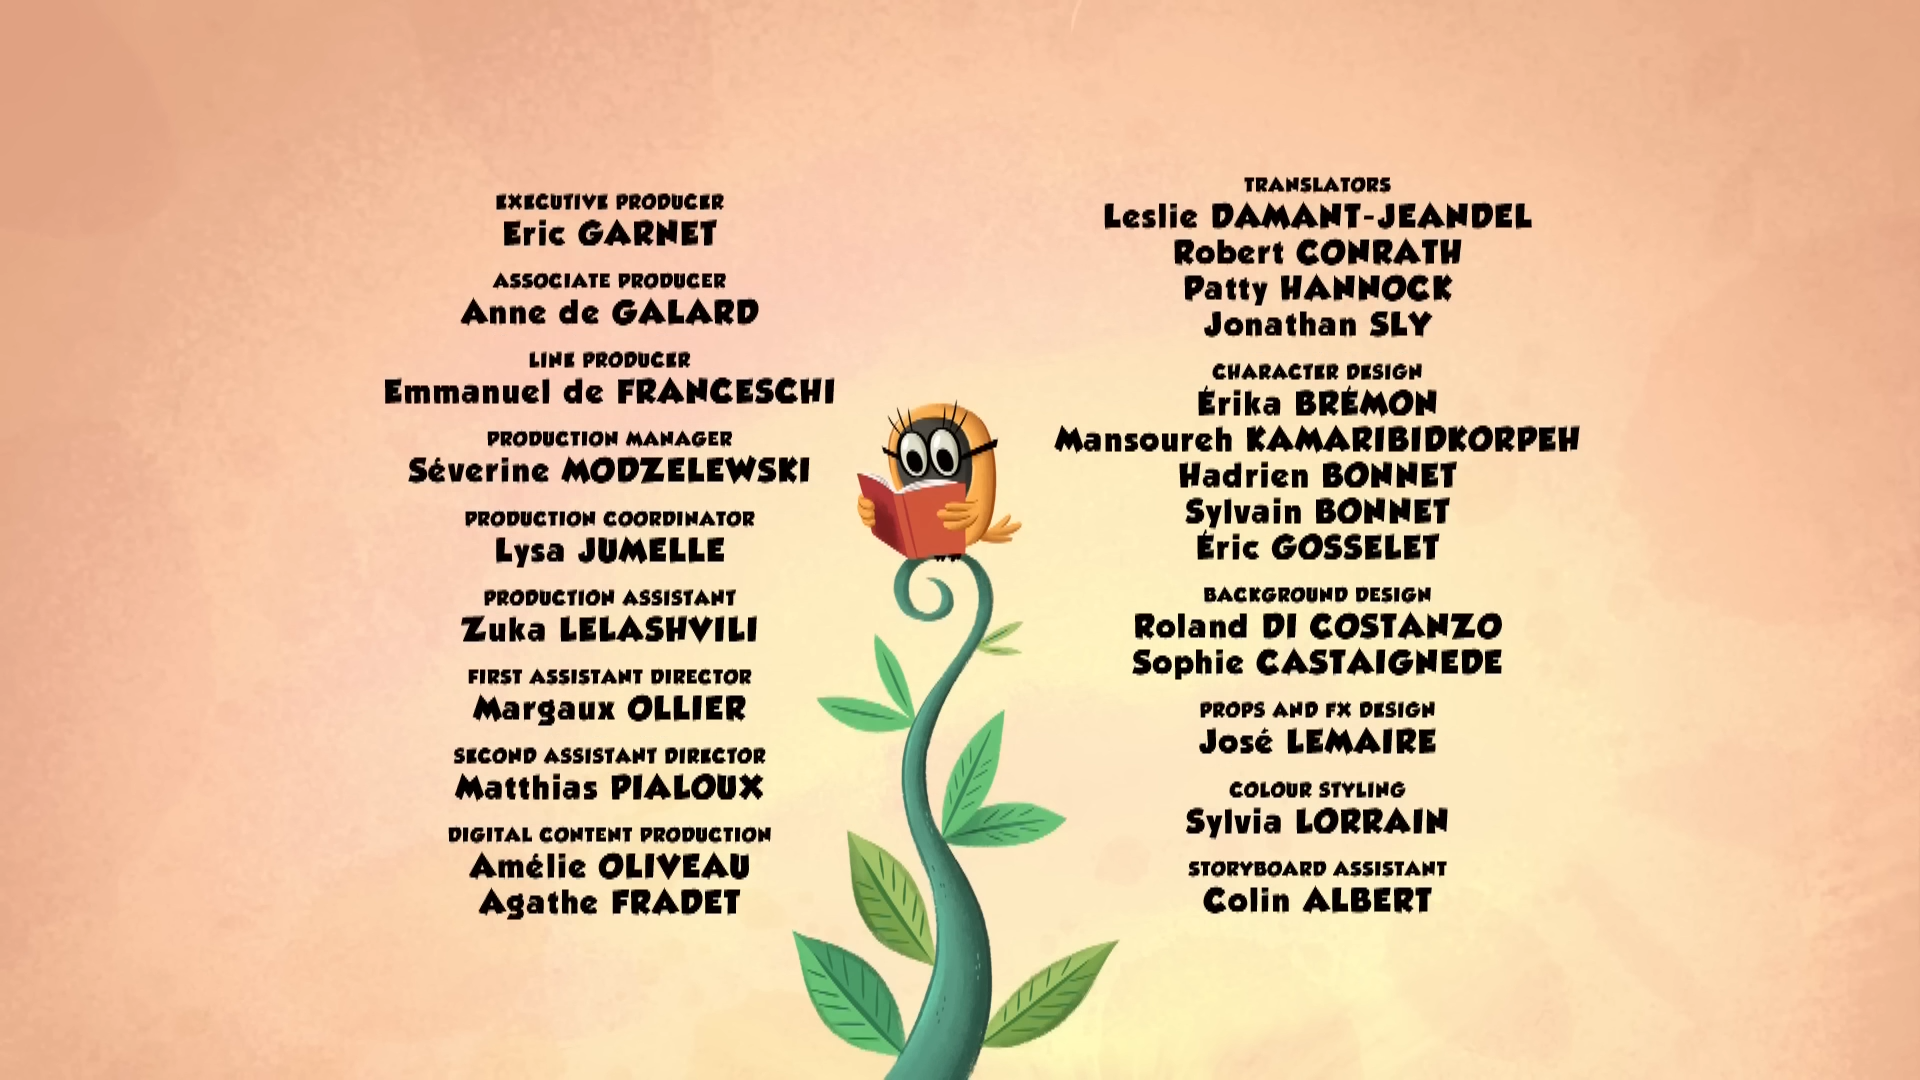 EXECUTIVE PRODUCER
Eric GARNET
ASSOCIATE PRODUCER
Anne de GALARD
LINE PRODUCER
Emmanuel de FRANCESCHI
PRODUCTION MANAGER
Séverine MODZELEWSKI
PRODUCTION COORDINATOR
Lysa JUMELLE
PRODUCTION ASSISTANT
Zuka LELASHVILI
FIRST ASSISTANT DIRECTOR
Margaux OLLIER
SECOND ASSISTANT DIRECTOR
Matthias PIALOUX
DIGITAL CONTENT PRODUCTION
Amélie OLIVEAU
Agathe FRADET
TRANSLATORS
Leslie DAMANT-JEANDEL
Robert CONRATH
Patty HANNOCK
Jonathan SLY
CHARACTER DESIGN
Érika BRÉMON
Mansoureh KAMARIBIDKORPEH
Hadrien BONNET
Sylvain BONNET
Éric GOSSELET
BACKGROUND DESIGN
Roland DI COSTANZO
Sophie CASTAIGNEDE
PROPS AND FX DESIGN
José LEMAIRE
COLOUR STYLING
Sylvia LORRAIN
STORYBOARD ASSISTANT
Colin ALBERT